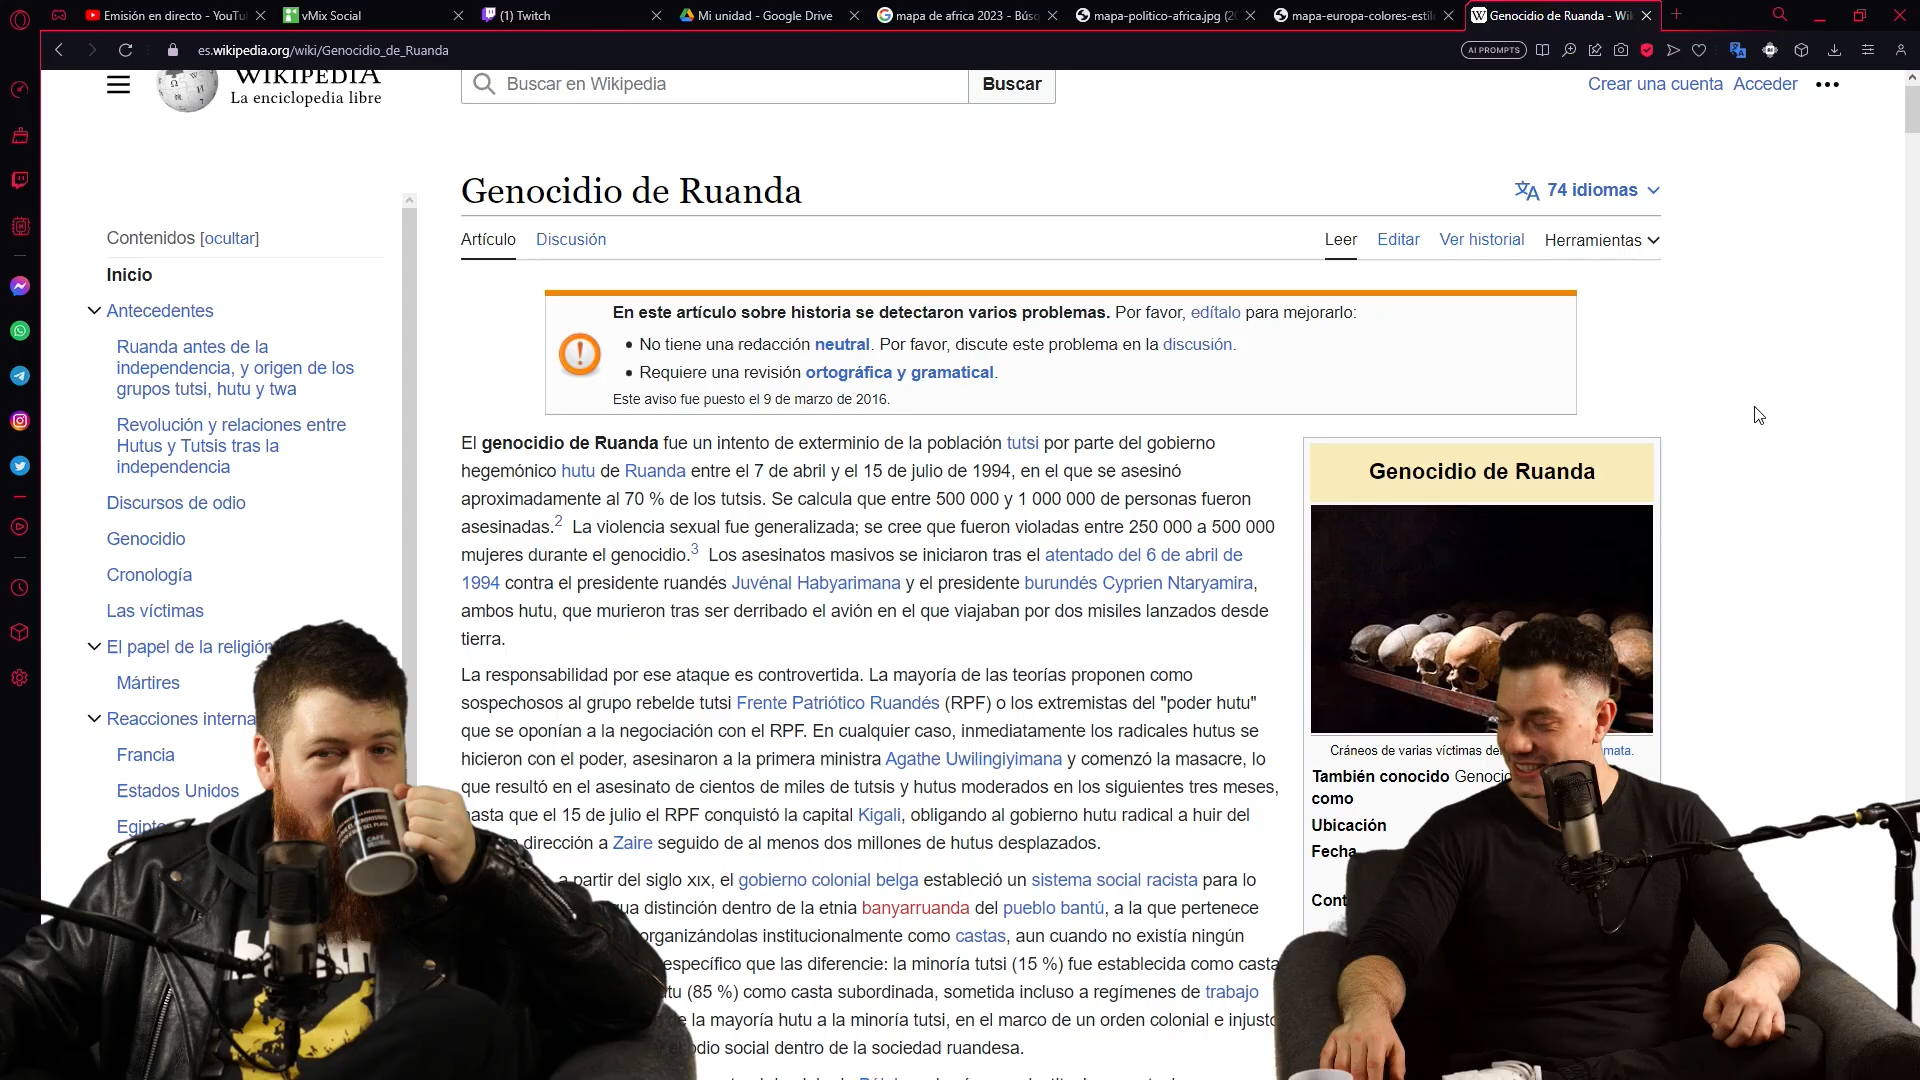 Emisión en directo - YouTu
vMix Social
(1) Twitch
Mi unidad - Google Drive
mapa de africa 2023 - Búsq
mapa-politico-africa.jpg (2
mapa-europa-colores-estil
Genocidio de Ruanda - Wik
es.wikipedia.org/wiki/Genocidio_de_Ruanda
AI PROMPTS
WIKIPEDIA
La enciclopedia libre
Buscar en Wikipedia
Buscar
Crear una cuenta
Acceder
Genocidio de Ruanda
74 idiomas
Artículo
Discusión
Leer
Editar
Ver historial
Herramientas
Contenidos [ocultar]
Inicio
Antecedentes
Ruanda antes de la
independencia, y origen de los
grupos tutsi, hutu y twa
Revolución y relaciones entre
Hutus y Tutsis tras la
independencia
Discursos de odio
Genocidio
Cronología
Las víctimas
El papel de la religión
Mártires
Reacciones interna
Francia
Estados Unidos
Egipto
En este artículo sobre historia se detectaron varios problemas. Por favor, edítalo para mejorarlo:
• No tiene una redacción neutral. Por favor, discute este problema en la discusión.
• Requiere una revisión ortográfica y gramatical.
Este aviso fue puesto el 9 de marzo de 2016.
El genocidio de Ruanda fue un intento de exterminio de la población tutsi por parte del gobierno
hegemónico hutu de Ruanda entre el 7 de abril y el 15 de julio de 1994, en el que se asesinó
aproximadamente al 70 % de los tutsis. Se calcula que entre 500 000 y 1 000 000 de personas fueron
asesinadas.2 La violencia sexual fue generalizada; se cree que fueron violadas entre 250 000 a 500 000
mujeres durante el genocidio.3 Los asesinatos masivos se iniciaron tras el atentado del 6 de abril de
1994 contra el presidente ruandés Juvénal Habyarimana y el presidente burundés Cyprien Ntaryamira,
ambos hutu, que murieron tras ser derribado el avión en el que viajaban por dos misiles lanzados desde
tierra.
La responsabilidad por ese ataque es controvertida. La mayoría de las teorías proponen como
sospechosos al grupo rebelde tutsi Frente Patriótico Ruandés (RPF) o los extremistas del "poder hutu"
que se oponían a la negociación con el RPF. En cualquier caso, inmediatamente los radicales hutus se
hicieron con el poder, asesinaron a la primera ministra Agathe Uwilingiyimana y comenzó la masacre, lo
que resultó en el asesinato de cientos de miles de tutsis y hutus moderados en los siguientes tres meses,
hasta que el 15 de julio el RPF conquistó la capital Kigali, obligando al gobierno hutu radical a huir del
dirección a Zaire seguido de al menos dos millones de hutus desplazados.
a partir del siglo XIX, el gobierno colonial belga estableció un sistema social racista para lo
distinción dentro de la etnia banyarruanda del pueblo bantú, a la que pertenece
organizándolas institucionalmente como castas, aun cuando no existía ningún
específico que las diferencie: la minoría tutsi (15 %) fue establecida como casta
(85 %) como casta subordinada, sometida incluso a regímenes de trabajo
la mayoría hutu a la minoría tutsi, en el marco de un orden colonial e injusto
odio social dentro de la sociedad ruandesa.
Genocidio de Ruanda
Cráneos de varias víctimas de
mata.
También conocido como Genocid
Ubicación
Fecha
Cont
CAFÉ